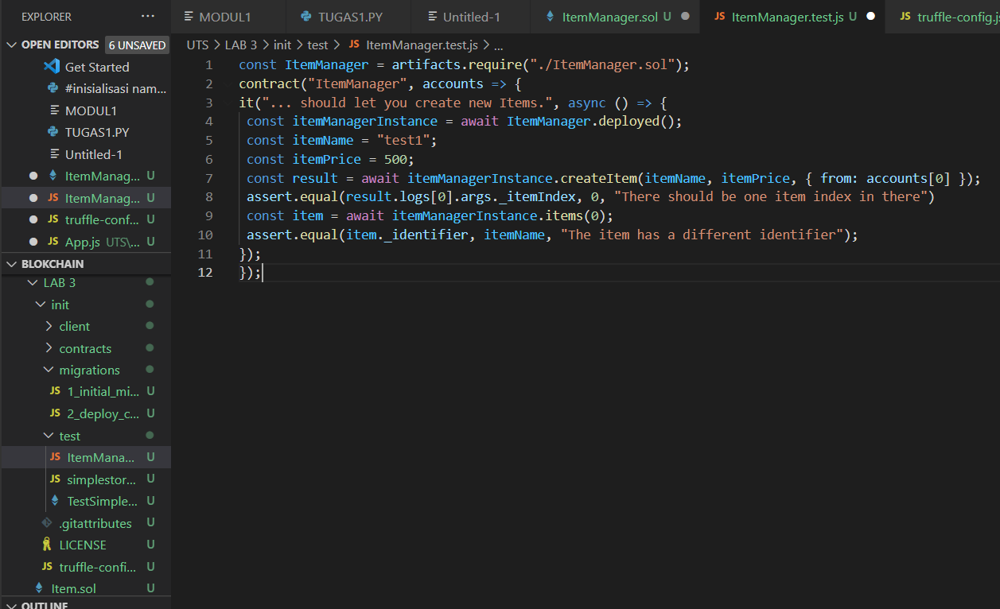 EXPLORER ...
OPEN EDITORS 6 UNSAVED
Get Started
#inisialisasi nam...
MODUL1
TUGAS1.PY
Untitled-1
ItemManag... U
JS ItemManag... U
JS truffle-conf... U
JS App.js UTS\... U
BLOKCHAIN
LAB 3
init
client
contracts
migrations
JS 1_initial_mi... U
JS 2_deploy_c... U
test
JS ItemMana... U
JS simplestor... U
TestSimple... U
.gitattributes U
LICENSE U
JS truffle-confi... U
Item.sol U
OUTLINE
MODUL1 TUGAS1.PY Untitled-1 ItemManager.sol U JS ItemManager.test.js U JS truffle-config.js
UTS > LAB 3 > init > test > JS ItemManager.test.js > ...
1 const ItemManager = artifacts.require("./ItemManager.sol");
2 contract("ItemManager", accounts => {
3 it("... should let you create new Items.", async () => {
4 const itemManagerInstance = await ItemManager.deployed();
5 const itemName = "test1";
6 const itemPrice = 500;
7 const result = await itemManagerInstance.createItem(itemName, itemPrice, { from: accounts[0] });
8 assert.equal(result.logs[0].args._itemIndex, 0, "There should be one item index in there")
9 const item = await itemManagerInstance.items(0);
10 assert.equal(item._identifier, itemName, "The item has a different identifier");
11 });
12 });